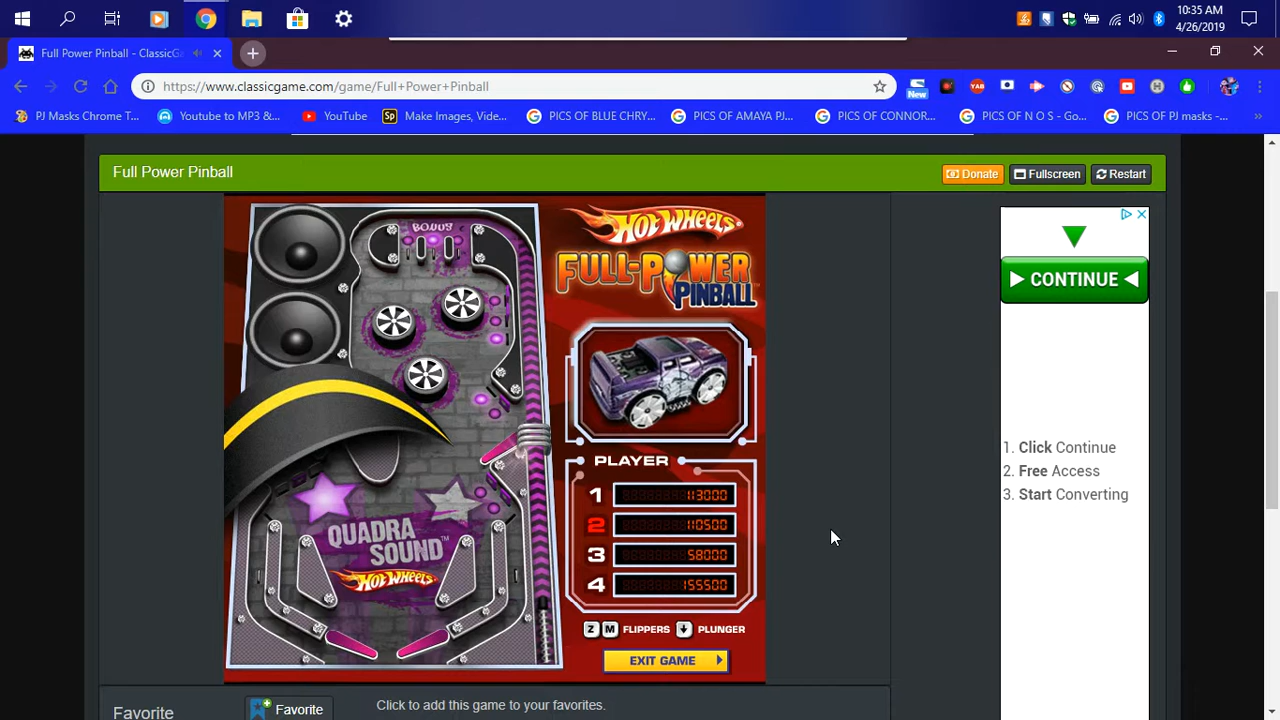 10:35 AM
4/26/2019
Full Power Pinball - ClassicGa
https://www.classicgame.com/game/Full+Power+Pinball
New
YAB
PJ Masks Chrome T...
Youtube to MP3 &...
YouTube
Sp Make Images, Vide...
PICS OF BLUE CHRY...
PICS OF AMAYA PJ...
PICS OF CONNOR...
PICS OF N O S - Go...
PICS OF PJ masks -...
»
Full Power Pinball
Donate
Fullscreen
Restart
BONUS
HOT WHEELS
FULL-POWER
PINBALL
CONTINUE
1. Click Continue
2. Free Access
3. Start Converting
PLAYER
1 113000
2 110500
3 58000
4 155500
QUADRA
SOUND™
HOT WHEELS
Z M FLIPPERS PLUNGER
EXIT GAME
Favorite
Favorite
Click to add this game to your favorites.